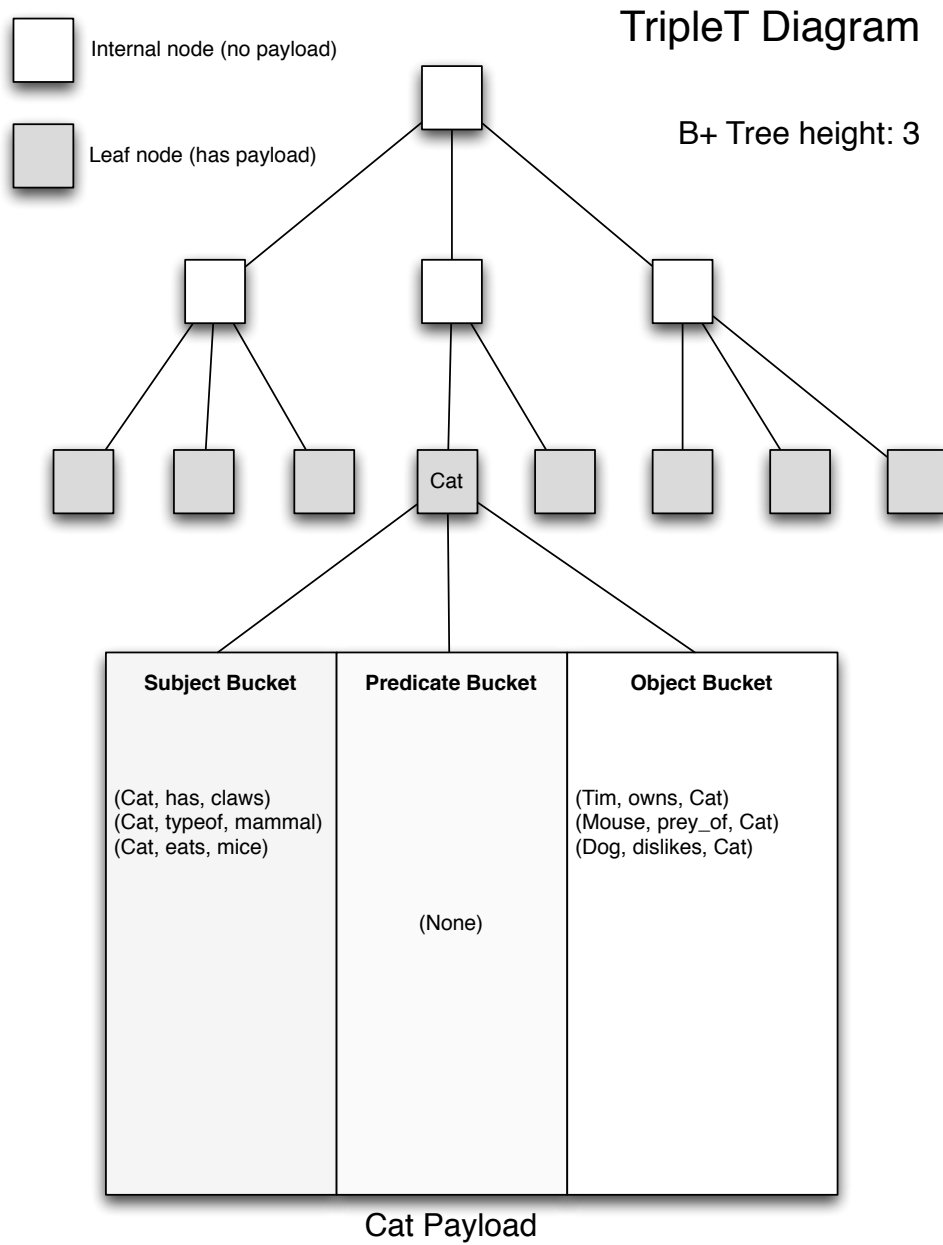 TripleT Diagram
Internal node (no payload)
B+ Tree height: 3
Leaf node (has payload)
Cat
Subject Bucket
Predicate Bucket
Object Bucket
(Cat, has, claws)
(Cat, typeof, mammal)
(Cat, eats, mice)
(None)
(Tim, owns, Cat)
(Mouse, prey_of, Cat)
(Dog, dislikes, Cat)
Cat Payload